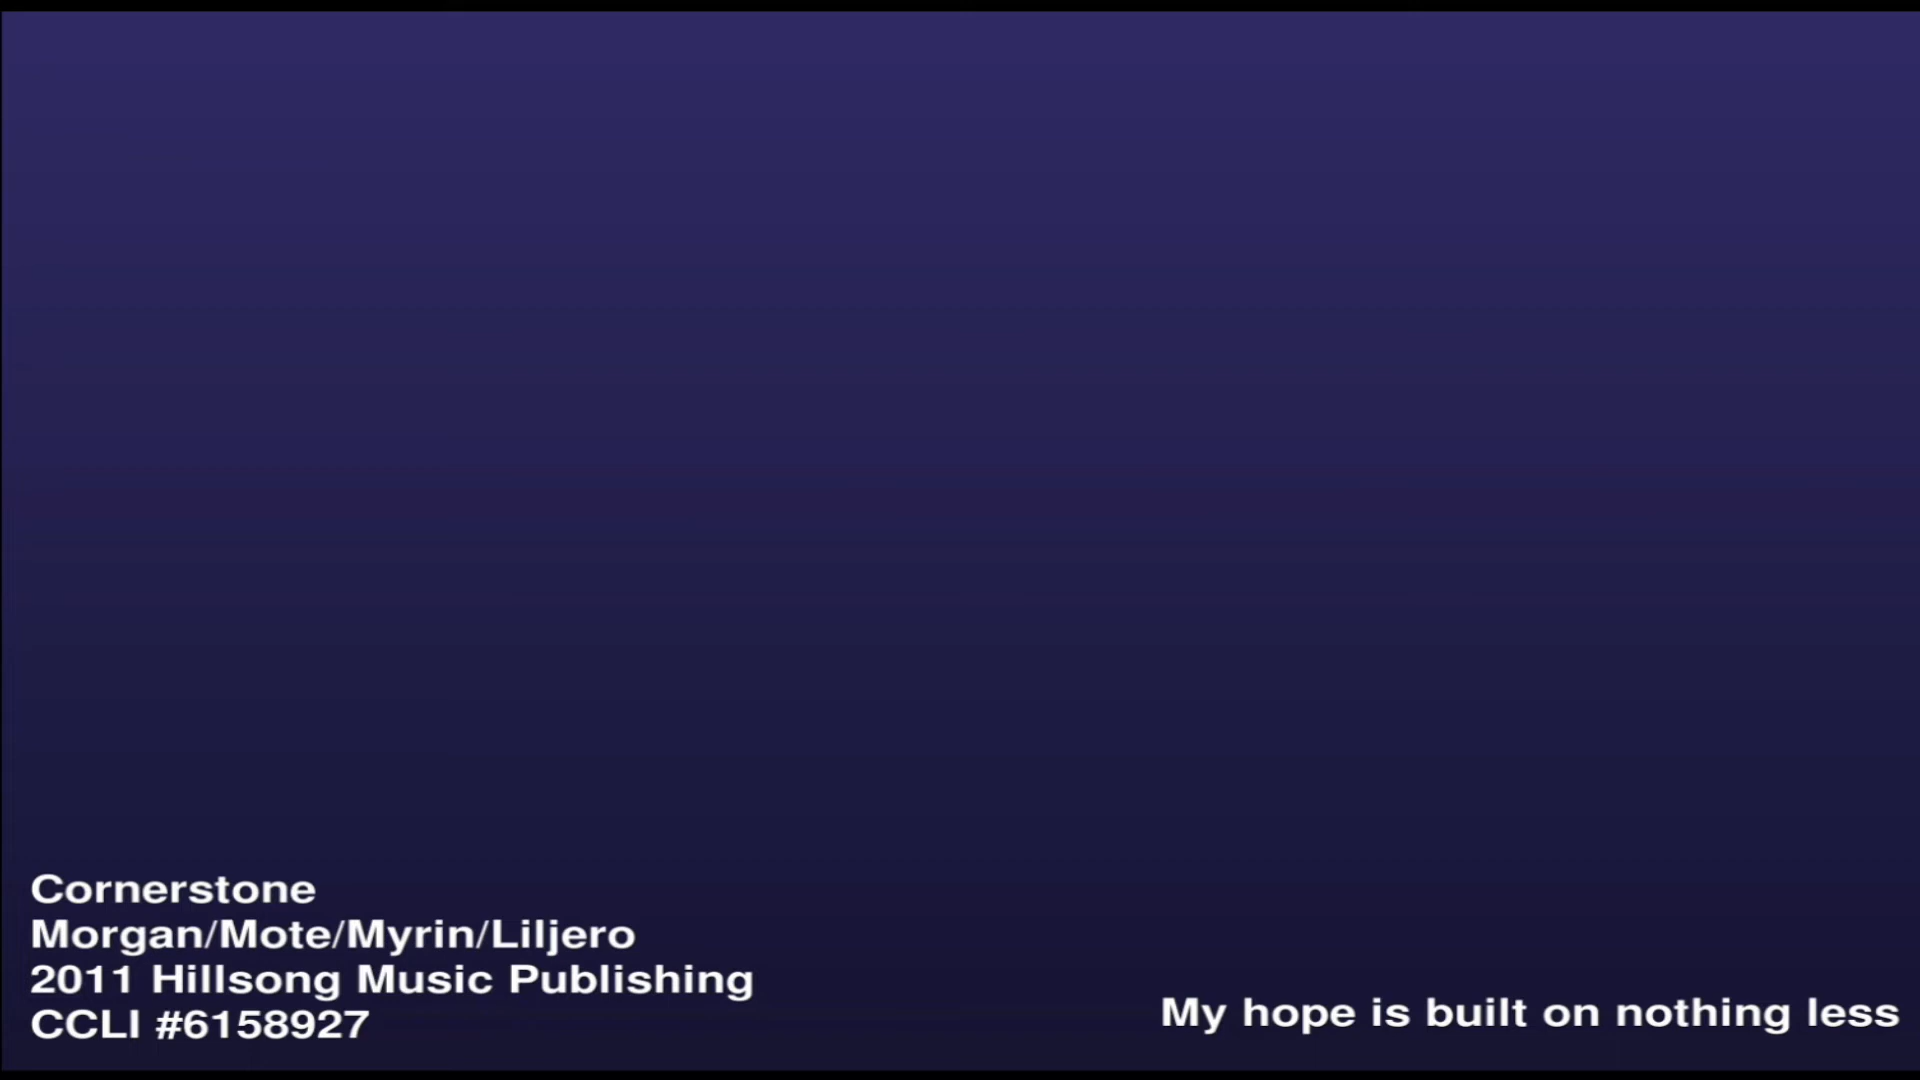 Cornerstone
Morgan/Mote/Myrin/Liljero
2011 Hillsong Music Publishing
CCLI #6158927
My hope is built on nothing less